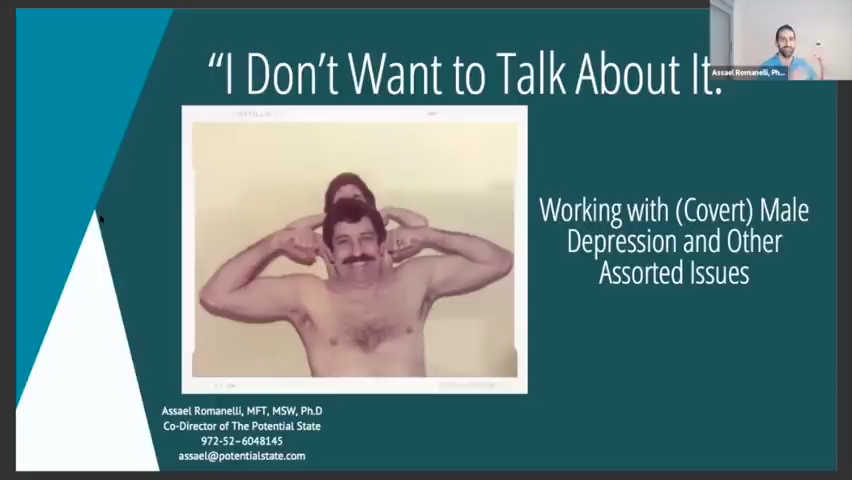 “I Don’t Want to Talk About It.
Assael Romanelli, Ph...
Working with (Covert) Male
Depression and Other
Assorted Issues
Assael Romanelli, MFT, MSW, Ph.D
Co-Director of The Potential State
972-52–6048145
assael@potentialstate.com